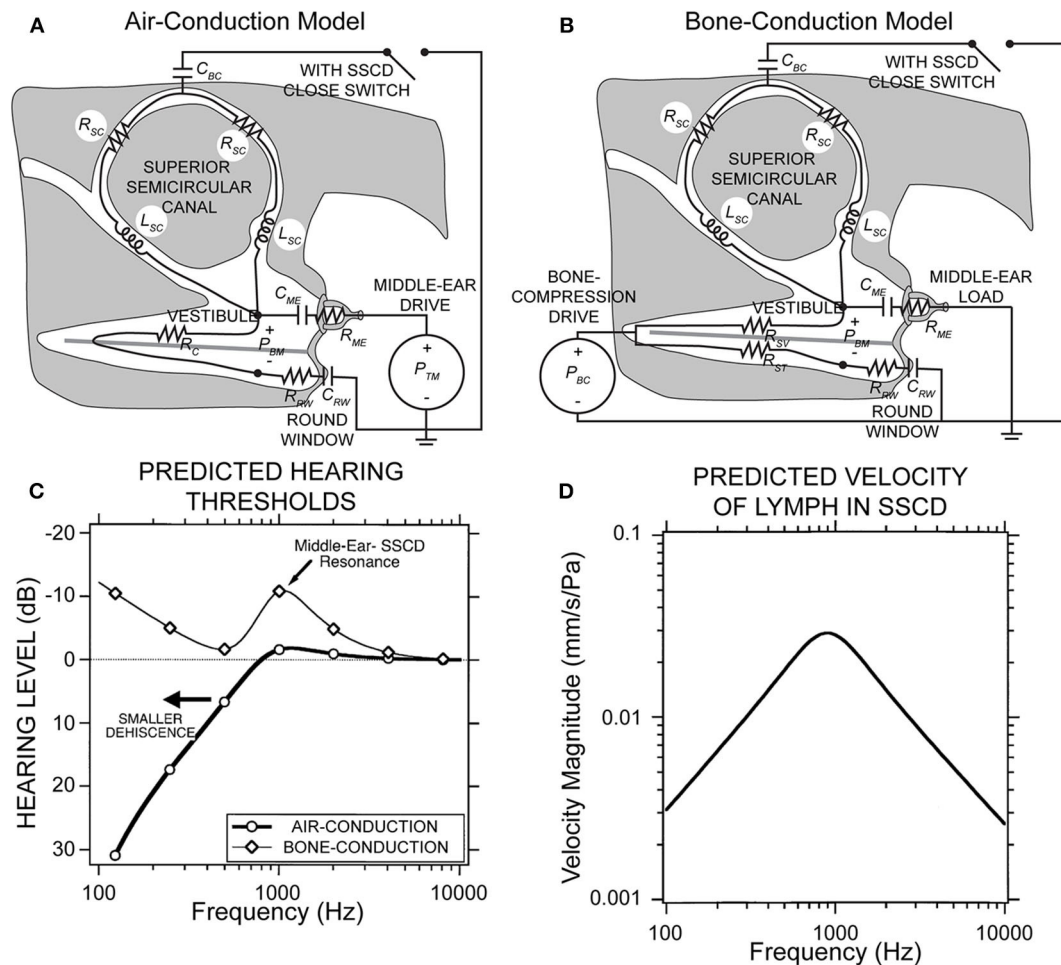 A
Air-Conduction Model
C_BC
WITH SSCD
CLOSE SWITCH
R_SC
R_SC
SUPERIOR
SEMICIRCULAR
CANAL
L_SC
L_SC
C_ME
MIDDLE-EAR
DRIVE
VESTIBULE
R_ME
R_C
+
P_BM
-
+
P_TM
-
R_RW
C_RW
ROUND
WINDOW
B
Bone-Conduction Model
C_BC
WITH SSCD
CLOSE SWITCH
R_SC
R_SC
SUPERIOR
SEMICIRCULAR
CANAL
L_SC
L_SC
BONE-
COMPRESSION
DRIVE
C_ME
MIDDLE-EAR
LOAD
VESTIBULE
R_ME
R_SV
+
P_BM
-
R_ST
+
P_BC
-
R_RW
C_RW
ROUND
WINDOW
C
PREDICTED HEARING
THRESHOLDS
HEARING LEVEL (dB)
-20
-10
0
10
20
30
Middle-Ear- SSCD
Resonance
SMALLER
DEHISCENCE
AIR-CONDUCTION
BONE-CONDUCTION
100
1000
10000
Frequency (Hz)
D
PREDICTED VELOCITY
OF LYMPH IN SSCD
Velocity Magnitude (mm/s/Pa)
0.1
0.01
0.001
100
1000
10000
Frequency (Hz)